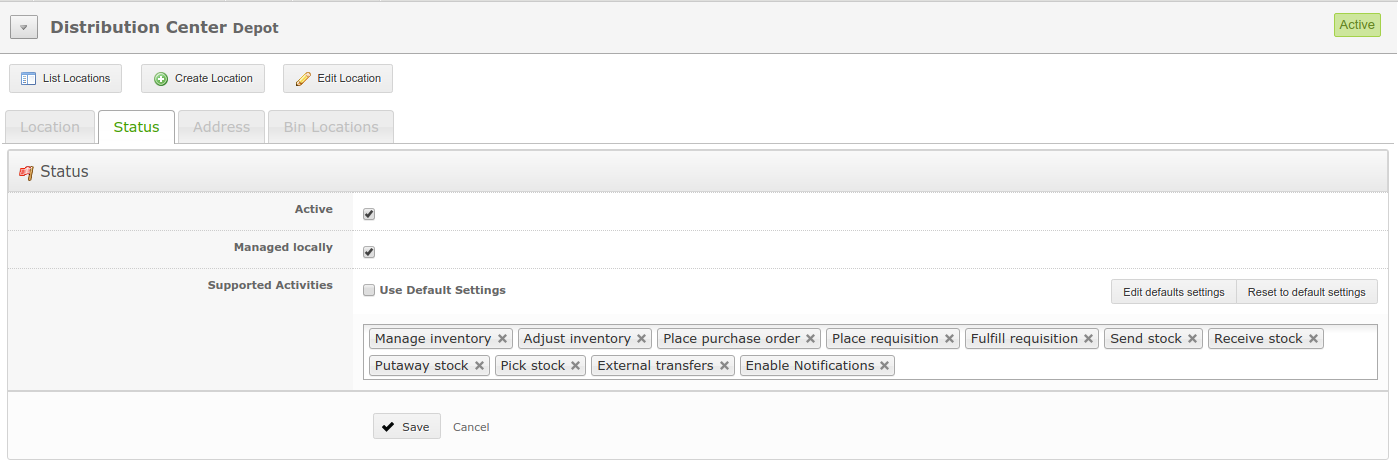 Distribution Center Depot
Active
List Locations Create Location Edit Location
Location Status Address Bin Locations
Status
Active
Managed locally
Supported Activities Use Default Settings Edit defaults settings Reset to default settings
Manage inventory Adjust inventory Place purchase order Place requisition Fulfill requisition Send stock Receive stock
Putaway stock Pick stock External transfers Enable Notifications
Save Cancel